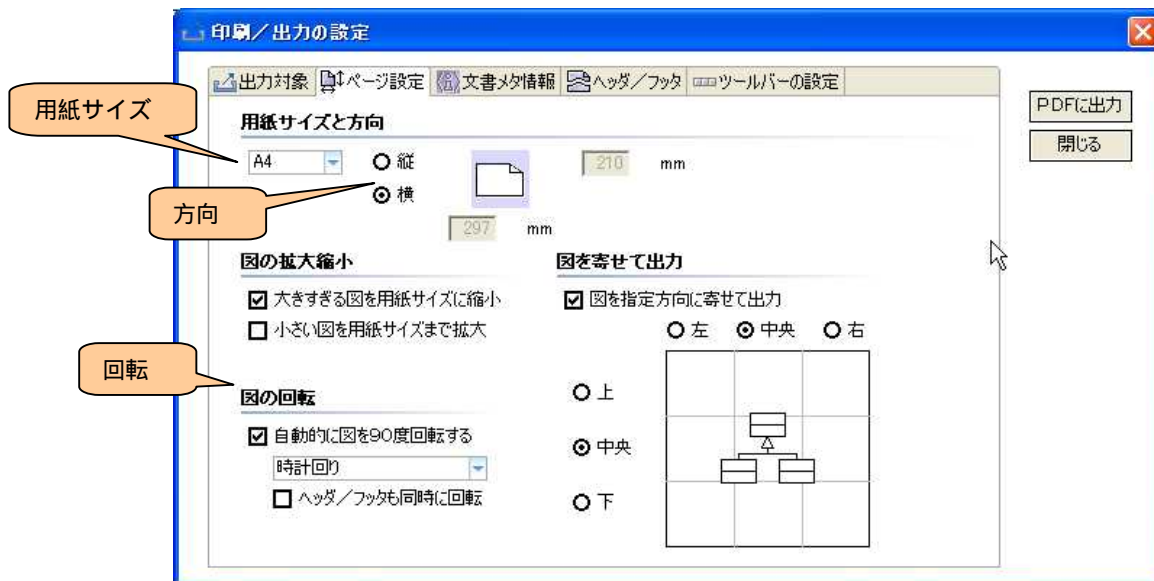 印刷／出力の設定
出力対象 ページ設定 文書メタ情報 ヘッダ／フッタ ツールバーの設定
PDFに出力
閉じる
用紙サイズ
用紙サイズと方向
A4 縦 210 mm
横
方向
297 mm
図の拡大縮小 図を寄せて出力
大きすぎる図を用紙サイズに縮小 図を指定方向に寄せて出力
小さい図を用紙サイズまで拡大 左 中央 右
回転
図の回転 上
自動的に図を90度回転する
時計回り 中央
ヘッダ／フッタも同時に回転 下